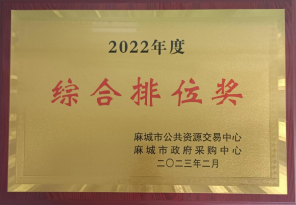 2022年度
综合排位奖
麻城市公共资源交易中心
麻城市政府采购中心
二〇二三年二月